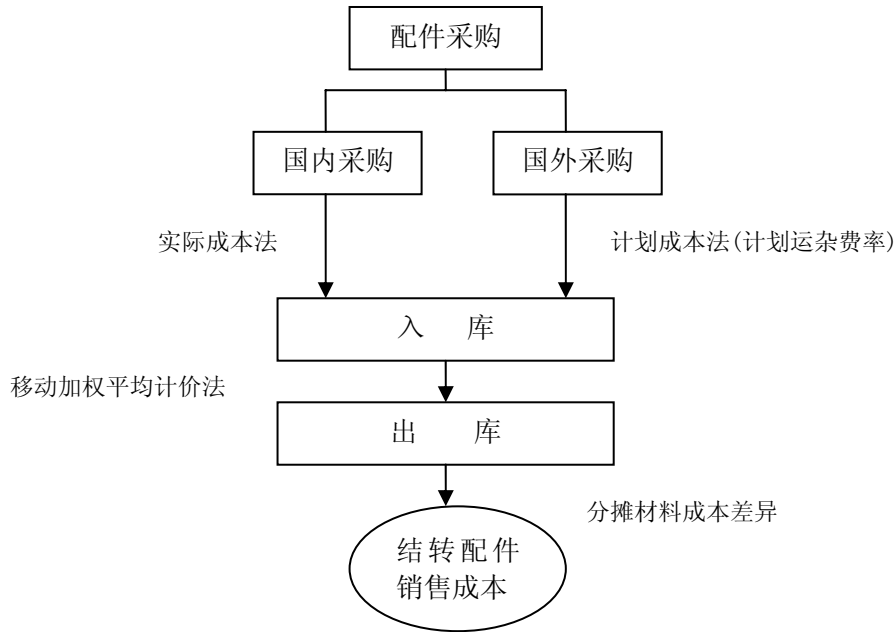 配件采购
国内采购
国外采购
实际成本法
计划成本法(计划运杂费率)
入 库
移动加权平均计价法
出 库
分摊材料成本差异
结转配件
销售成本